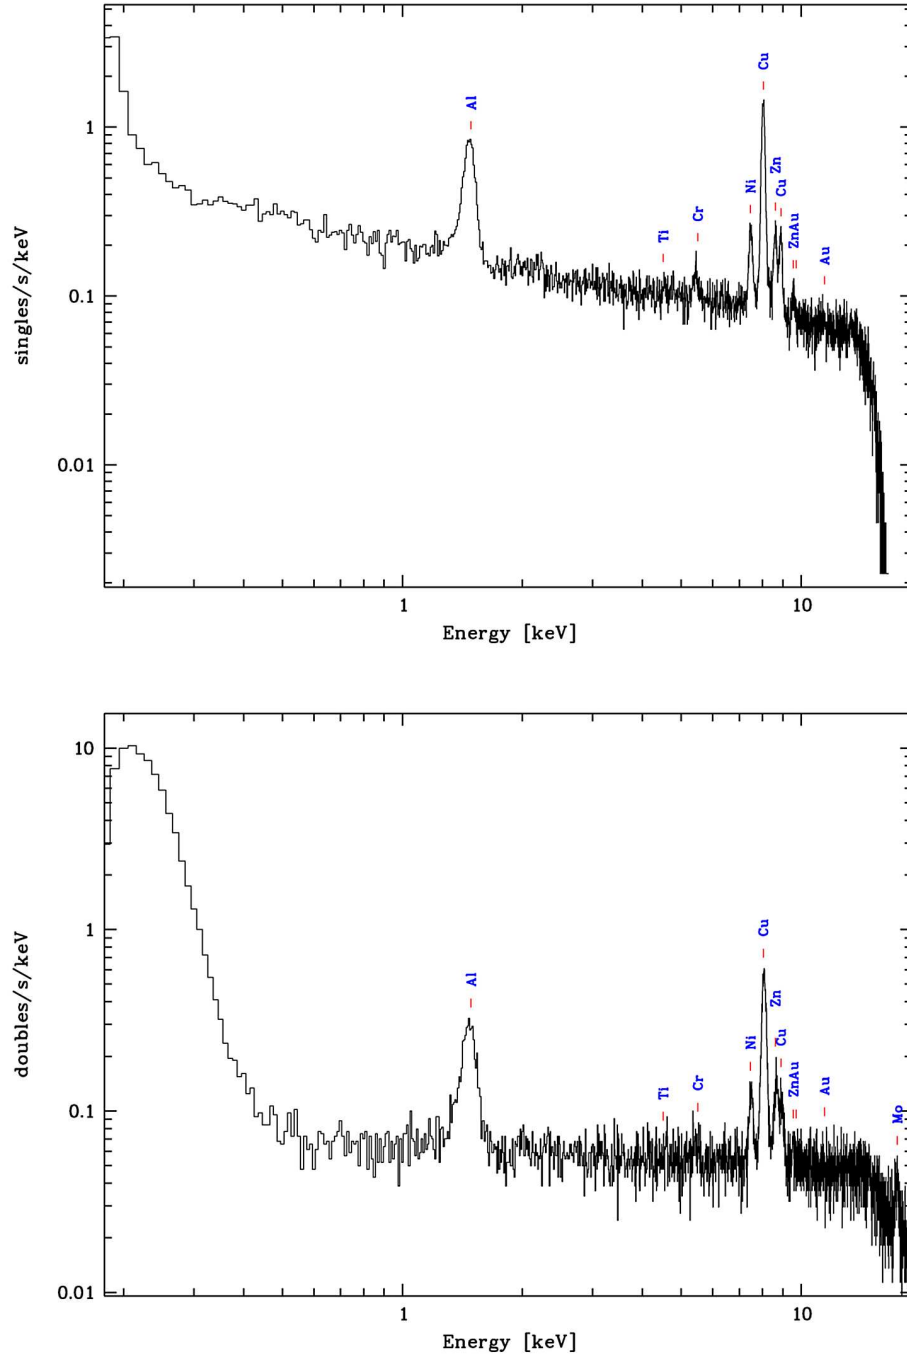 Cu
Al
Zn
Ni
Cu
Cr
Ti
ZnAu
Au
1
0.1
0.01
singles/s/keV
1
10
Energy [keV]
10
1
0.1
0.01
doubles/s/keV
Cu
Al
Zn
Ni
Cu
Cr
Ti
ZnAu
Au
Mo
1
10
Energy [keV]